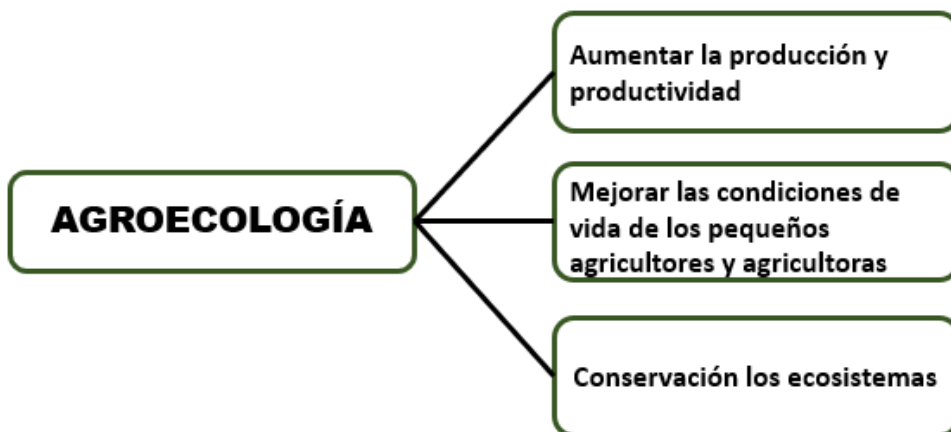 AGROECOLOGÍA
Aumentar la producción y
productividad
Mejorar las condiciones de
vida de los pequeños
agricultores y agricultoras
Conservación los ecosistemas